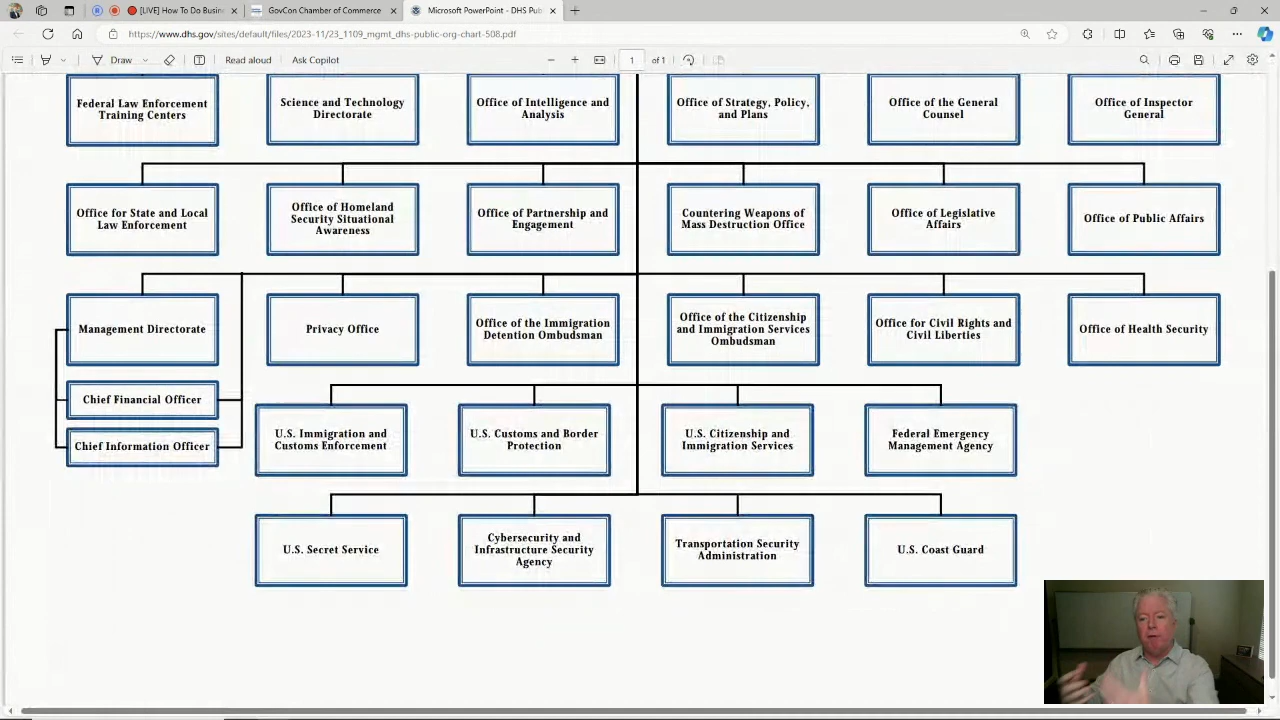 [LIVE] How To Do Busin
GovCon Chamber of Commerce
Microsoft PowerPoint - DHS Pub
https://www.dhs.gov/sites/default/files/2023-11/23_1109_mgmt_dhs-public-org-chart-508.pdf
Draw
Read aloud
Ask Copilot
1
of 1
Federal Law Enforcement
Training Centers
Science and Technology
Directorate
Office of Intelligence and
Analysis
Office of Strategy, Policy,
and Plans
Office of the General
Counsel
Office of Inspector
General
Office for State and Local
Law Enforcement
Office of Homeland
Security Situational
Awareness
Office of Partnership and
Engagement
Countering Weapons of
Mass Destruction Office
Office of Legislative
Affairs
Office of Public Affairs
Management Directorate
Privacy Office
Office of the Immigration
Detention Ombudsman
Office of the Citizenship
and Immigration Services
Ombudsman
Office for Civil Rights and
Civil Liberties
Office of Health Security
Chief Financial Officer
Chief Information Officer
U.S. Immigration and
Customs Enforcement
U.S. Customs and Border
Protection
U.S. Citizenship and
Immigration Services
Federal Emergency
Management Agency
U.S. Secret Service
Cybersecurity and
Infrastructure Security
Agency
Transportation Security
Administration
U.S. Coast Guard